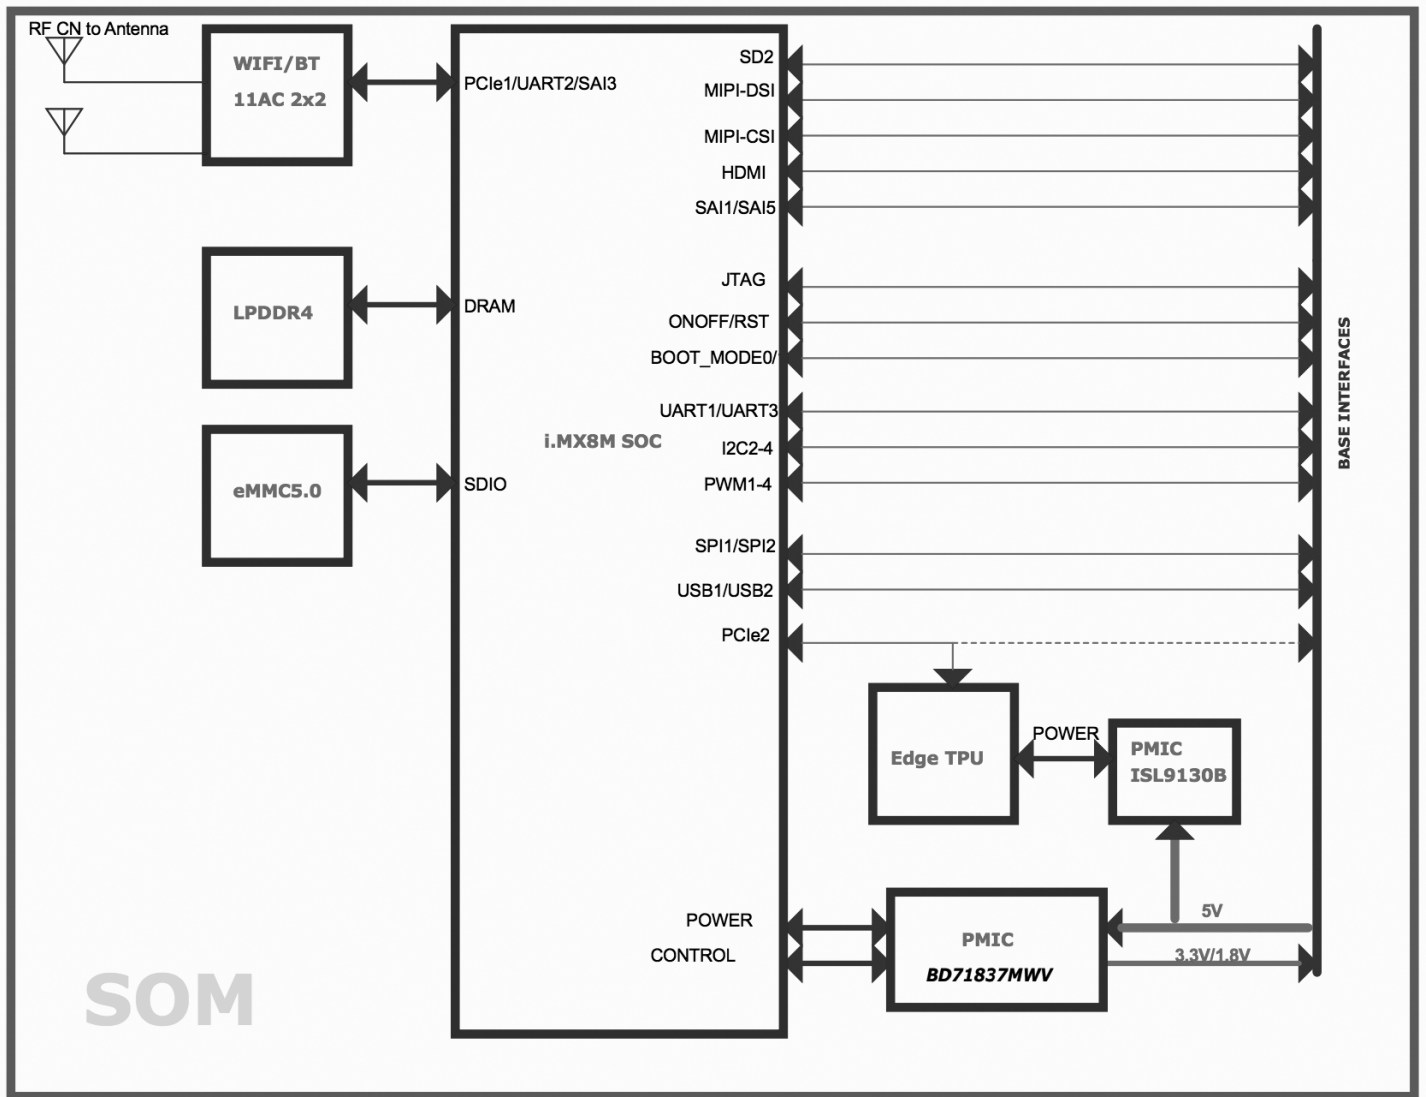 RF CN to Antenna
WIFI/BT
11AC 2x2
PCIe1/UART2/SAI3
LPDDR4
DRAM
eMMC5.0
SDIO
i.MX8M SOC
SD2
MIPI-DSI
MIPI-CSI
HDMI
SAI1/SAI5
JTAG
ONOFF/RST
BOOT_MODE0/
UART1/UART3
I2C2-4
PWM1-4
SPI1/SPI2
USB1/USB2
PCIe2
BASE INTERFACES
Edge TPU
POWER
PMIC
ISL9130B
POWER
CONTROL
PMIC
BD71837MWV
5V
3.3V/1.8V
SOM